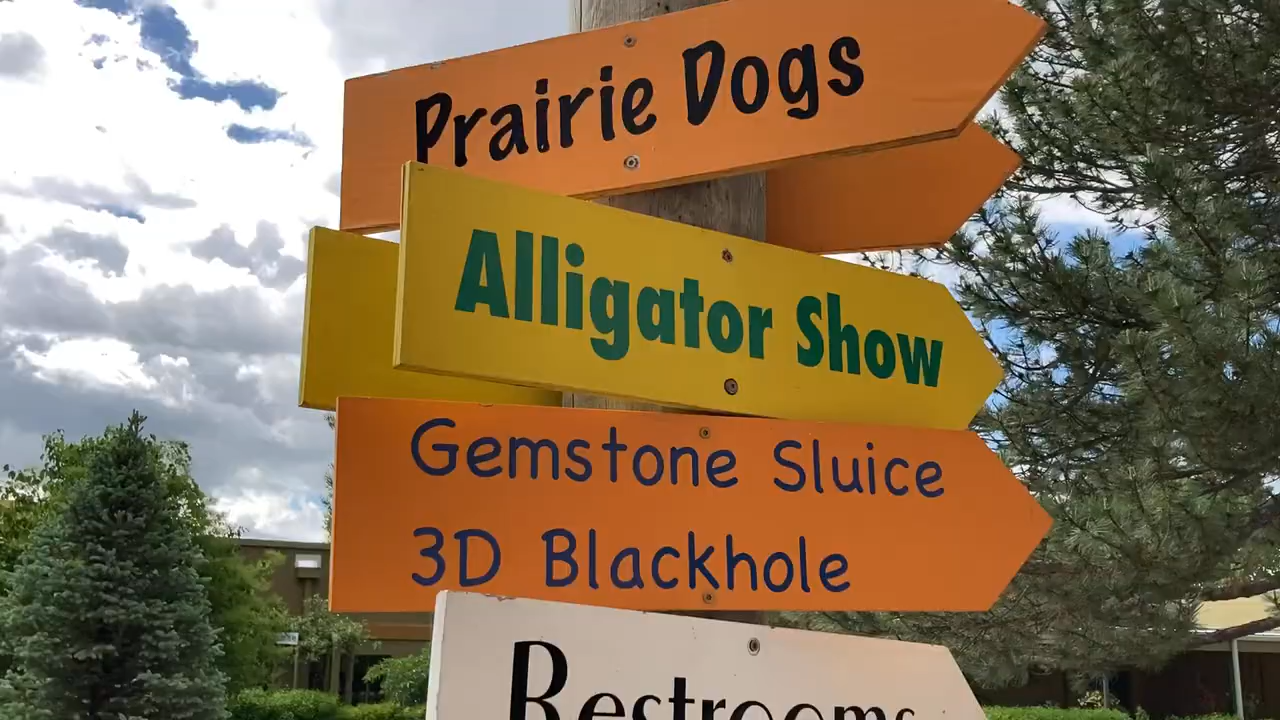 Prairie Dogs
Alligator Show
Gemstone Sluice
3D Blackhole
Restrooms